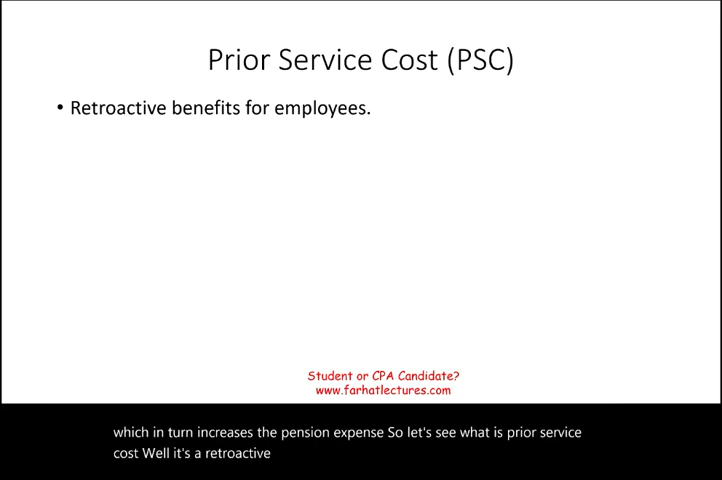 Prior Service Cost (PSC)
• Retroactive benefits for employees.
Student or CPA Candidate?
www.farhatlectures.com
which in turn increases the pension expense So let's see what is prior service
cost Well it's a retroactive